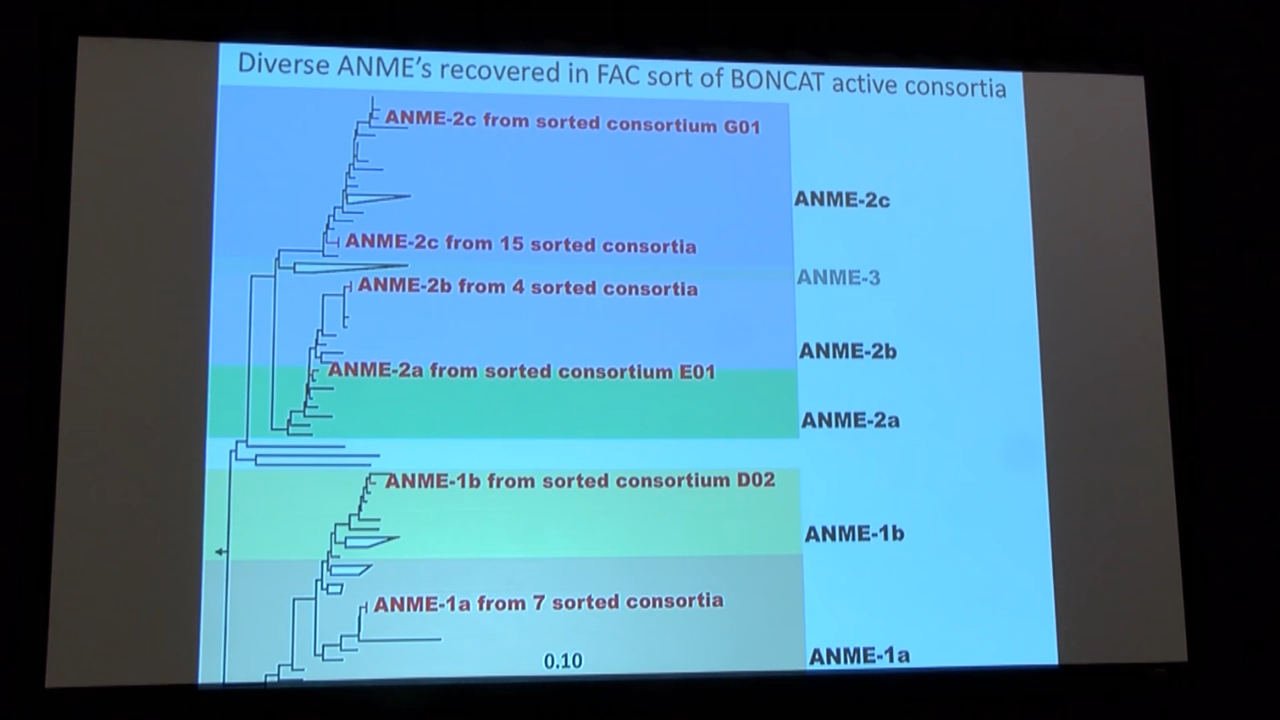 Diverse ANME's recovered in FAC sort of BONCAT active consortia
ANME-2c from sorted consortium G01
ANME-2c
ANME-2c from 15 sorted consortia
ANME-3
ANME-2b from 4 sorted consortia
ANME-2b
ANME-2a from sorted consortium E01
ANME-2a
ANME-1b from sorted consortium D02
ANME-1b
ANME-1a from 7 sorted consortia
ANME-1a
0.10